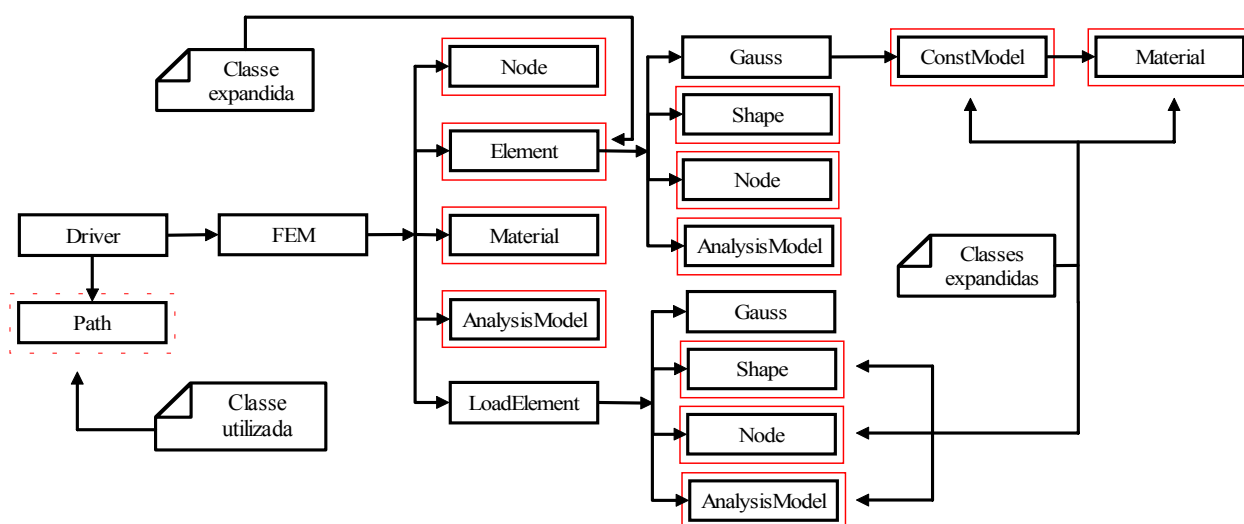 Classe
expandida
Node
Gauss
ConstModel
Material
Shape
Element
Node
Driver
FEM
Material
AnalysisModel
Classes
expandidas
Path
AnalysisModel
Gauss
Shape
Classe
utilizada
LoadElement
Node
AnalysisModel